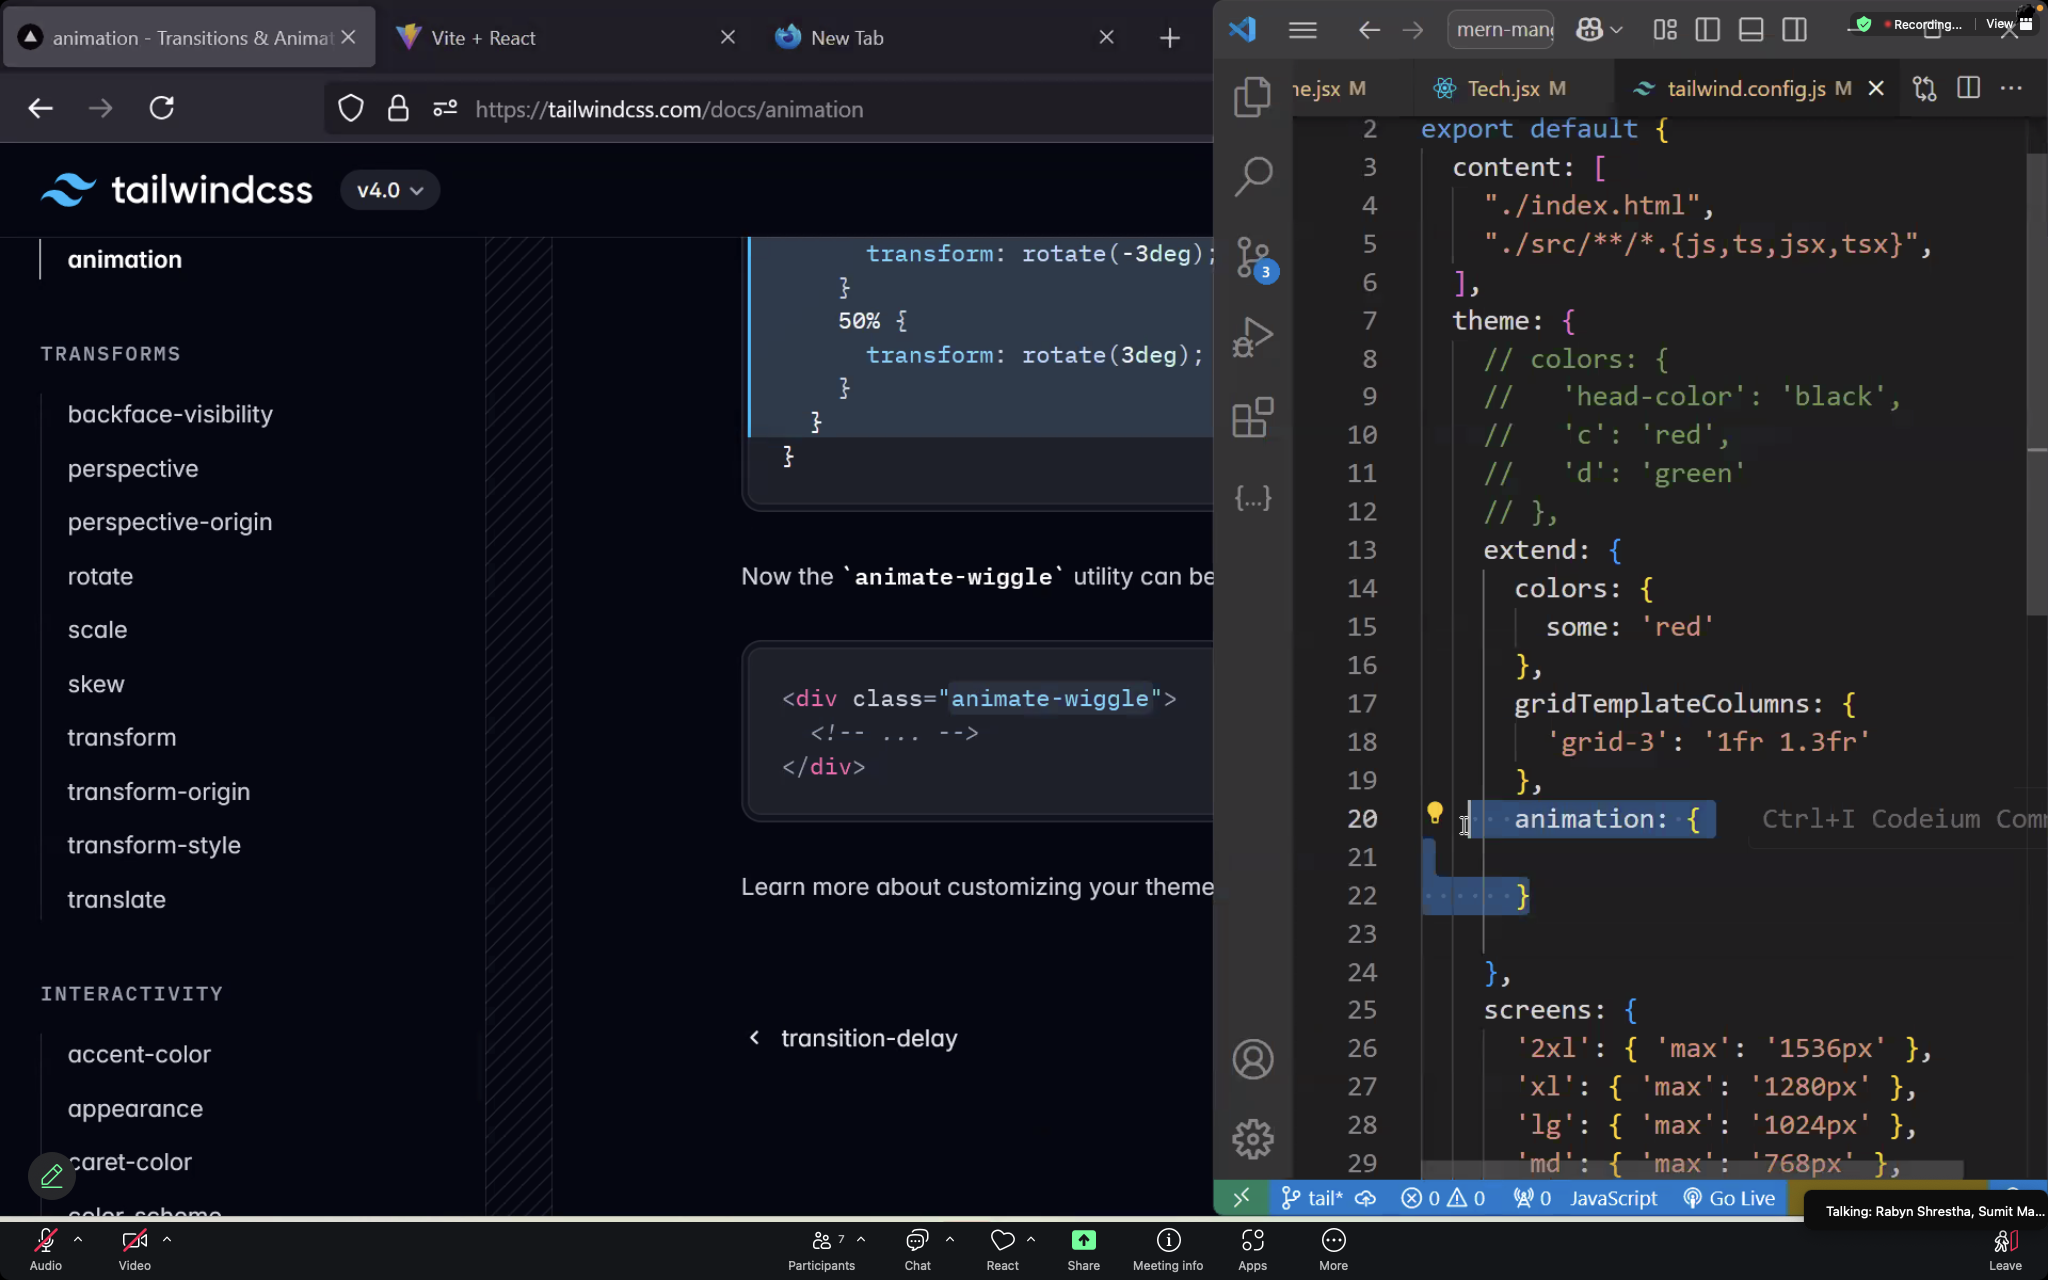 animation - Transitions & Animat
Vite + React
New Tab
https://tailwindcss.com/docs/animation
tailwindcss
v4.0
animation
TRANSFORMS
backface-visibility
perspective
perspective-origin
rotate
scale
skew
transform
transform-origin
transform-style
translate
INTERACTIVITY
accent-color
appearance
caret-color
color-scheme
transform: rotate(-3deg);
}
50% {
transform: rotate(3deg);
}
}
}
Now the `animate-wiggle` utility can be
<div class="animate-wiggle">
<!-- ... -->
</div>
Learn more about customizing your theme
transition-delay
mern-mang
Recording...
View
ne.jsx M
Tech.jsx M
tailwind.config.js M
3
{...}
2 export default {
3 content: [
4 "./index.html",
5 "./src/**/*.{js,ts,jsx,tsx}",
6 ],
7 theme: {
8 // colors: {
9 // 'head-color': 'black',
10 // 'c': 'red',
11 // 'd': 'green'
12 // },
13 extend: {
14 colors: {
15 some: 'red'
16 },
17 gridTemplateColumns: {
18 'grid-3': '1fr 1.3fr'
19 },
20 animation: { Ctrl+I Codeium Com
21
22 }
23
24 },
25 screens: {
26 '2xl': { 'max': '1536px' },
27 'xl': { 'max': '1280px' },
28 'lg': { 'max': '1024px' },
29 'md': { 'max': '768px' },
tail* 0 0 0 JavaScript Go Live
Talking: Rabyn Shrestha, Sumit Ma...
Audio
Video
Participants 7
Chat
React
Share
Meeting info
Apps
More
Leave